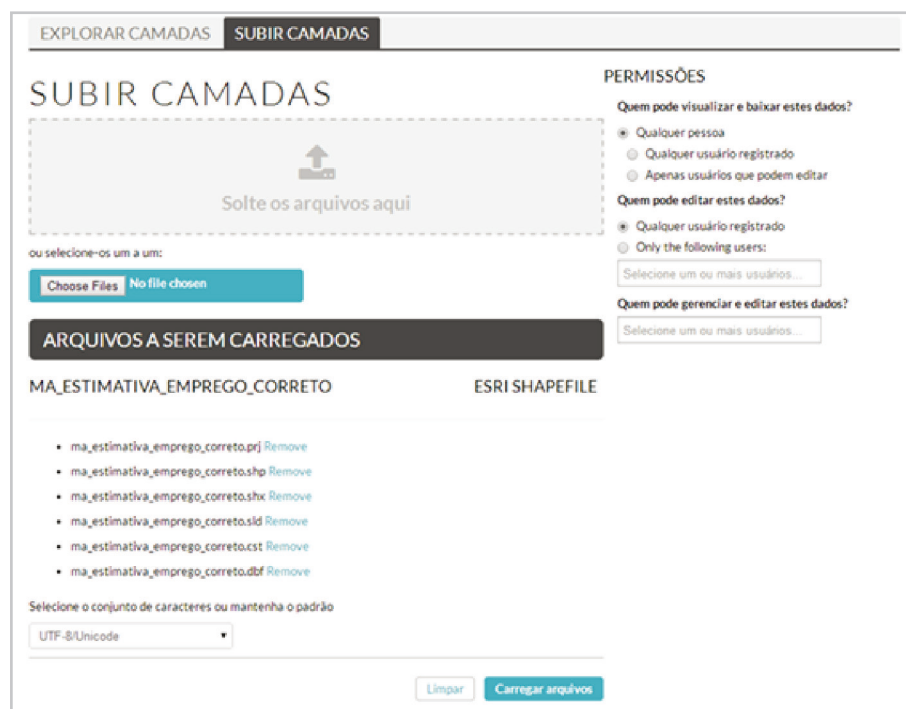 EXPLORAR CAMADAS
SUBIR CAMADAS
SUBIR CAMADAS
Solte os arquivos aqui
ou selecione-os um a um:
Choose Files No file chosen
ARQUIVOS A SEREM CARREGADOS
MA_ESTIMATIVA_EMPREGO_CORRETO
ESRI SHAPEFILE
ma_estimativa_emprego_correto.prj Remove
ma_estimativa_emprego_correto.shp Remove
ma_estimativa_emprego_correto.shx Remove
ma_estimativa_emprego_correto.sld Remove
ma_estimativa_emprego_correto.cst Remove
ma_estimativa_emprego_correto.dbf Remove
Selecione o conjunto de caracteres ou mantenha o padrão
UTF-8/Unicode
Limpar
Carregar arquivos
PERMISSÕES
Quem pode visualizar e baixar estes dados?
Qualquer pessoa
Qualquer usuário registrado
Apenas usuários que podem editar
Quem pode editar estes dados?
Qualquer usuário registrado
Only the following users:
Selecione um ou mais usuários...
Quem pode gerenciar e editar estes dados?
Selecione um ou mais usuários...